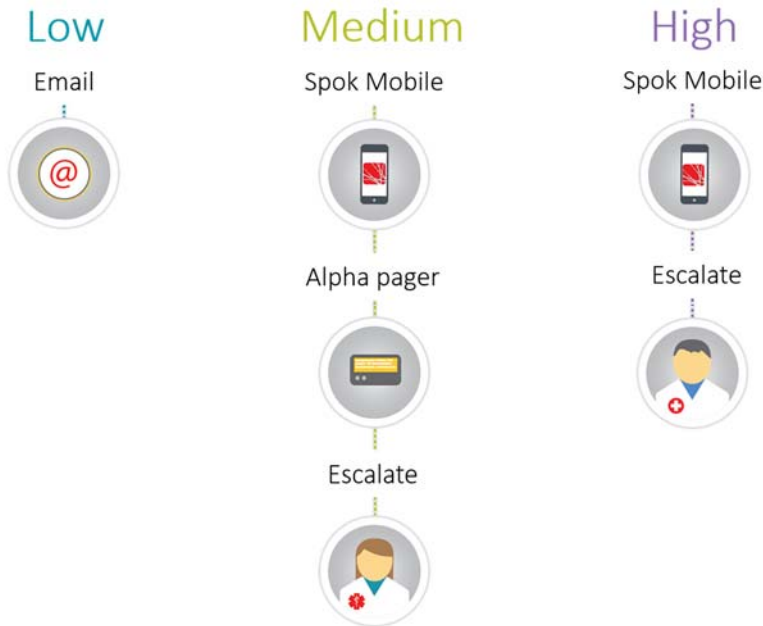 Low
Medium
High
Email
Spok Mobile
Spok Mobile
@
Alpha pager
Escalate
Escalate